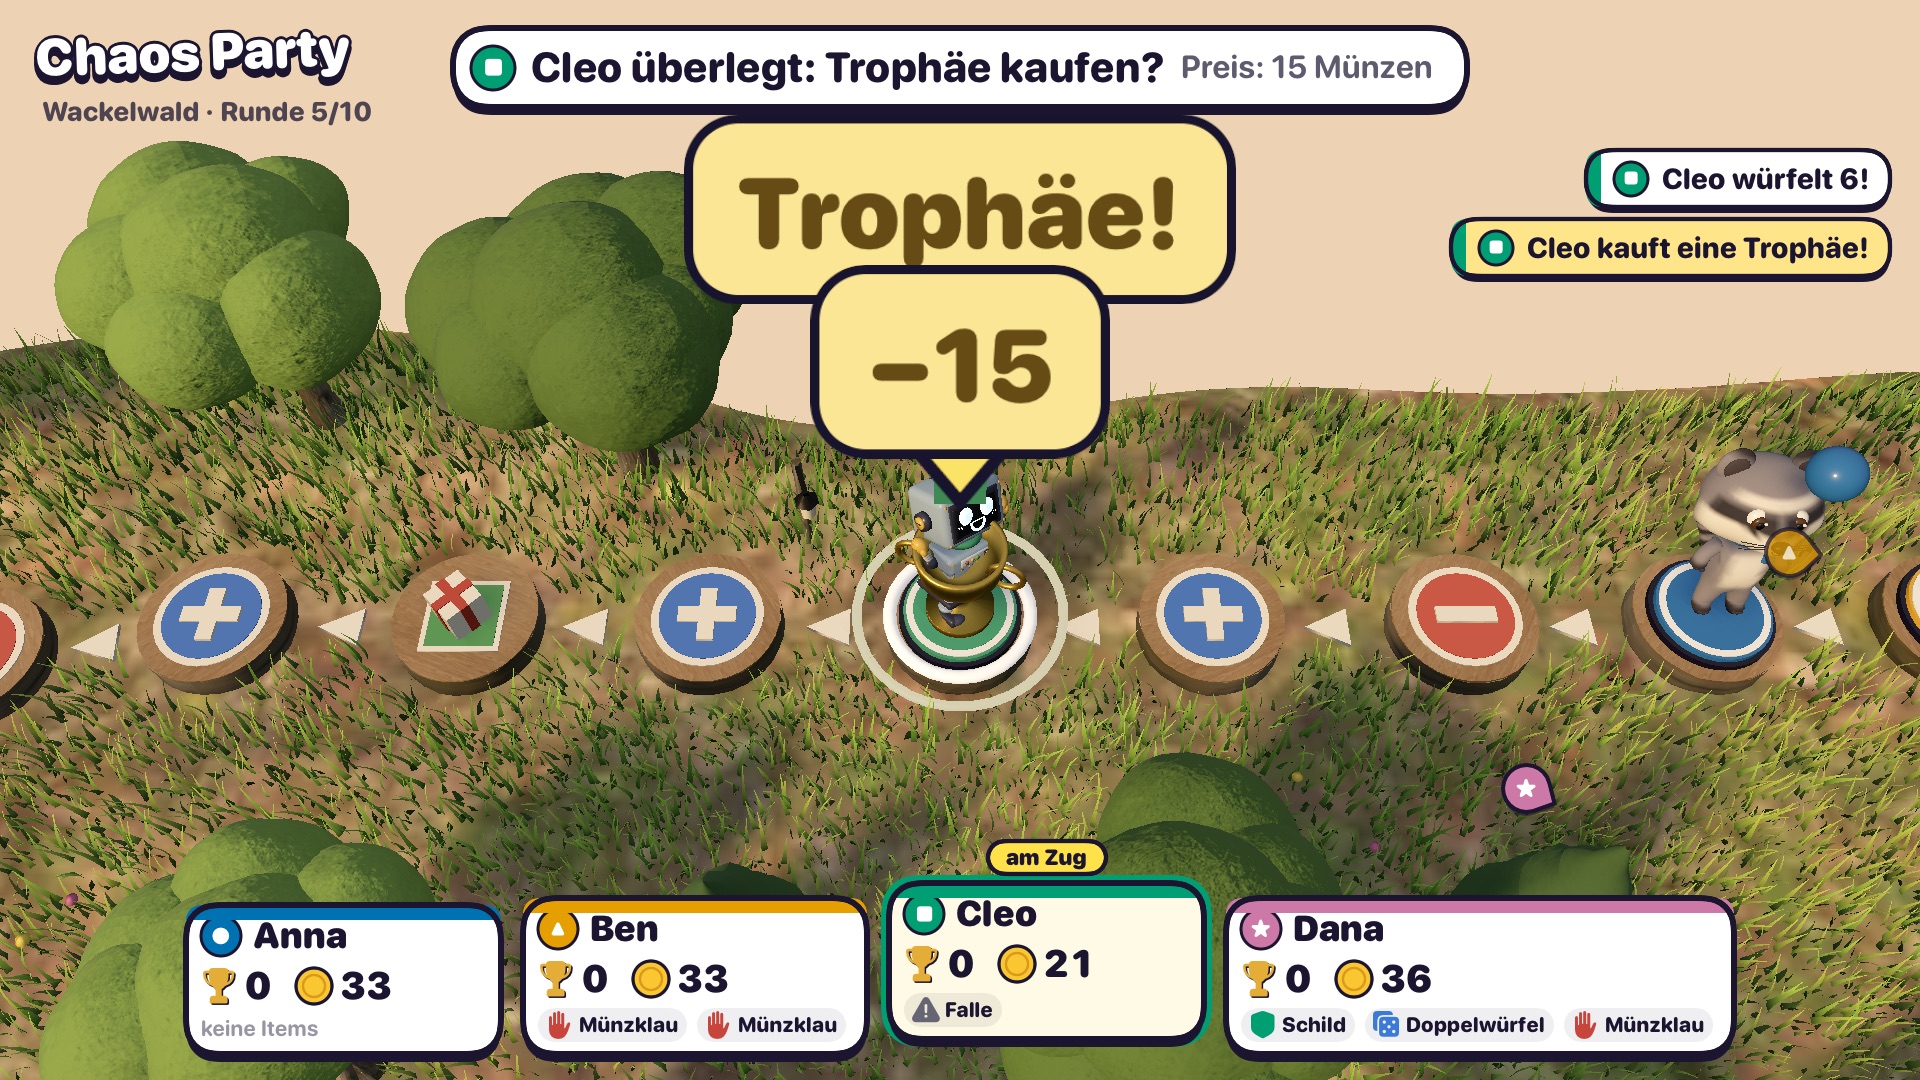 Chaos Party
Wackelwald · Runde 5/10
Cleo überlegt: Trophäe kaufen? Preis: 15 Münzen
Cleo würfelt 6!
Cleo kauft eine Trophäe!
Trophäe!
−15
am Zug
Anna
0 33
keine Items
Ben
0 33
Münzklau Münzklau
Cleo
0 21
Falle
Dana
0 36
Schild Doppelwürfel Münzklau